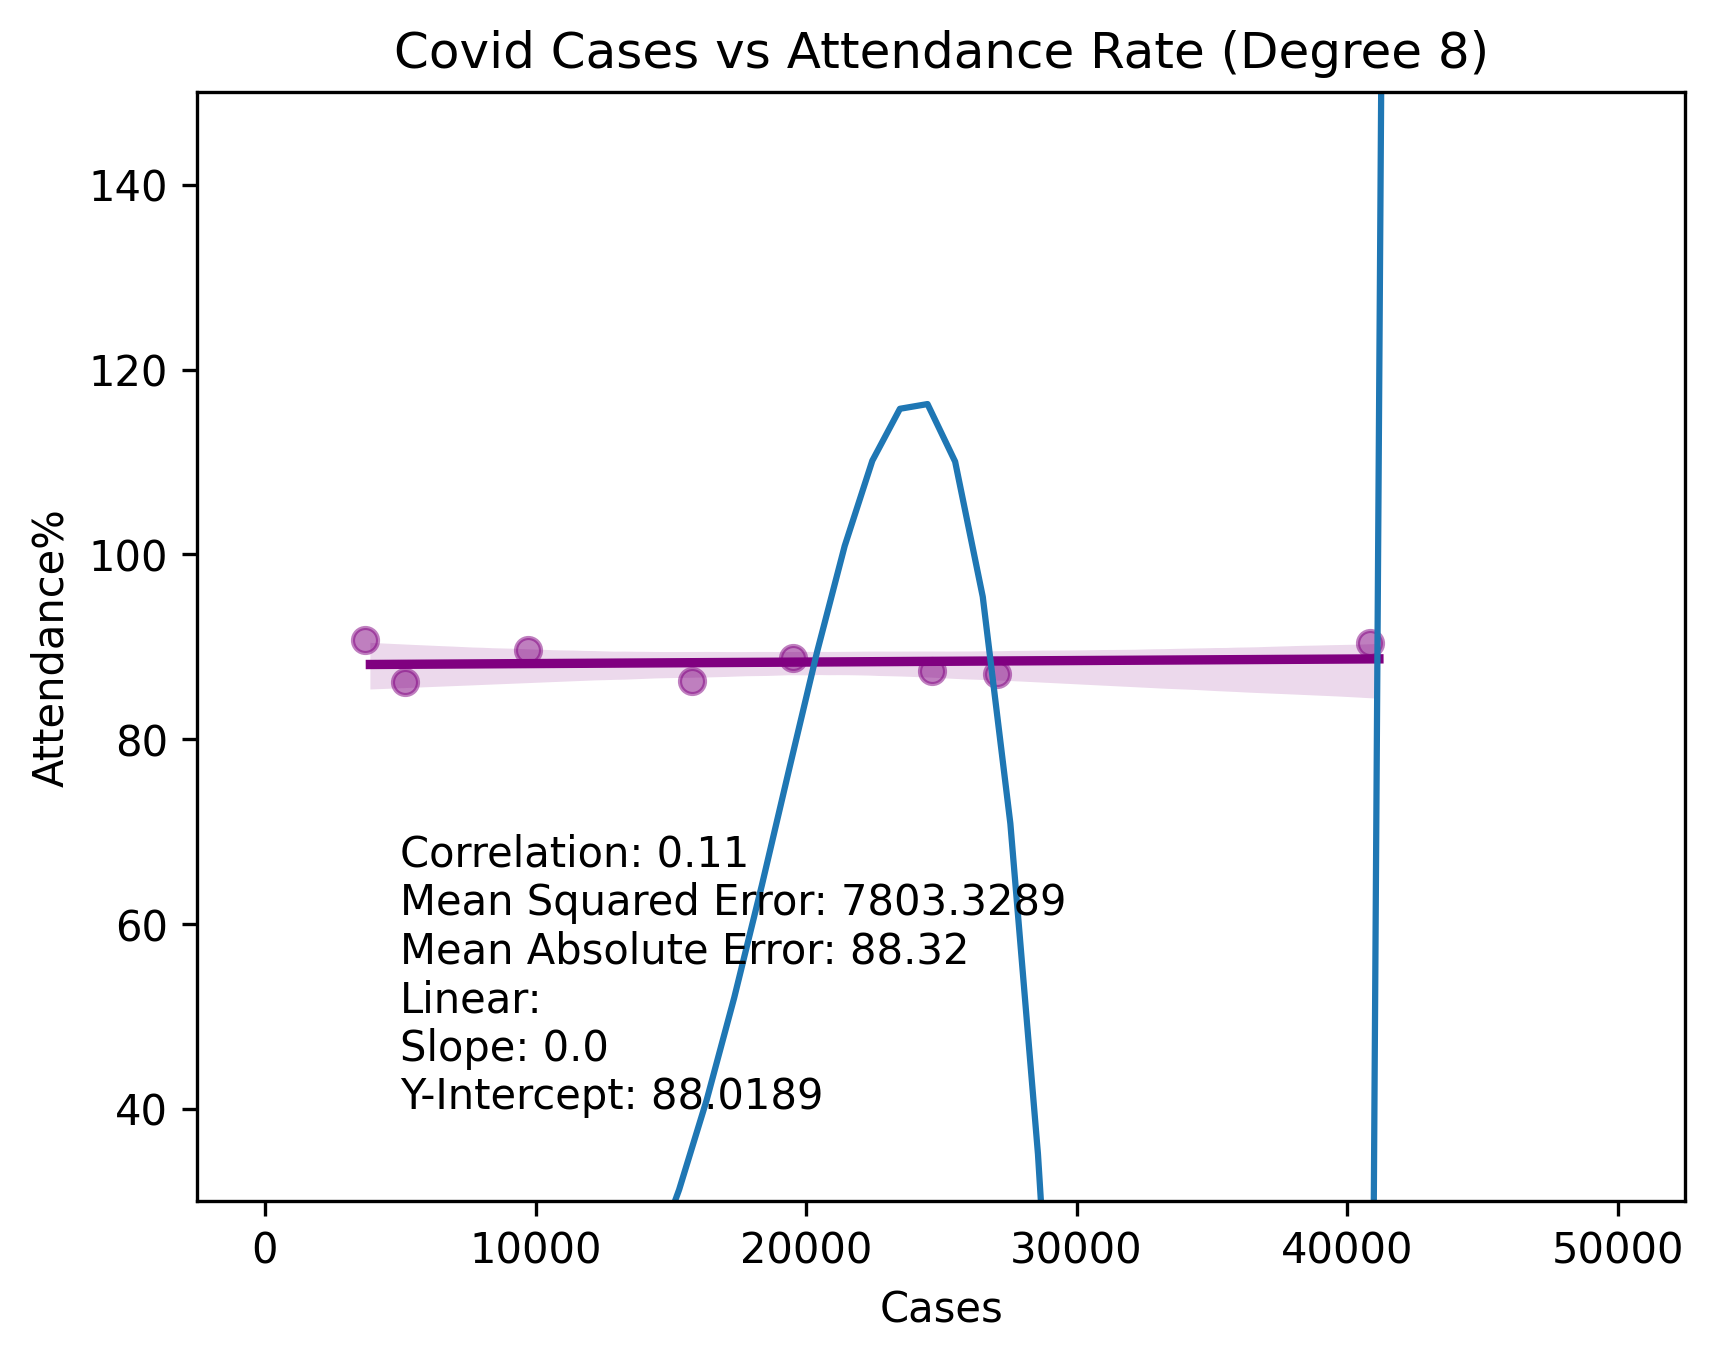 Covid Cases vs Attendance Rate (Degree 8)
140
120
100
80
60
40
Attendance%
Correlation: 0.11
Mean Squared Error: 7803.3289
Mean Absolute Error: 88.32
Linear:
Slope: 0.0
Y-Intercept: 88.0189
0 10000 20000 30000 40000 50000
Cases